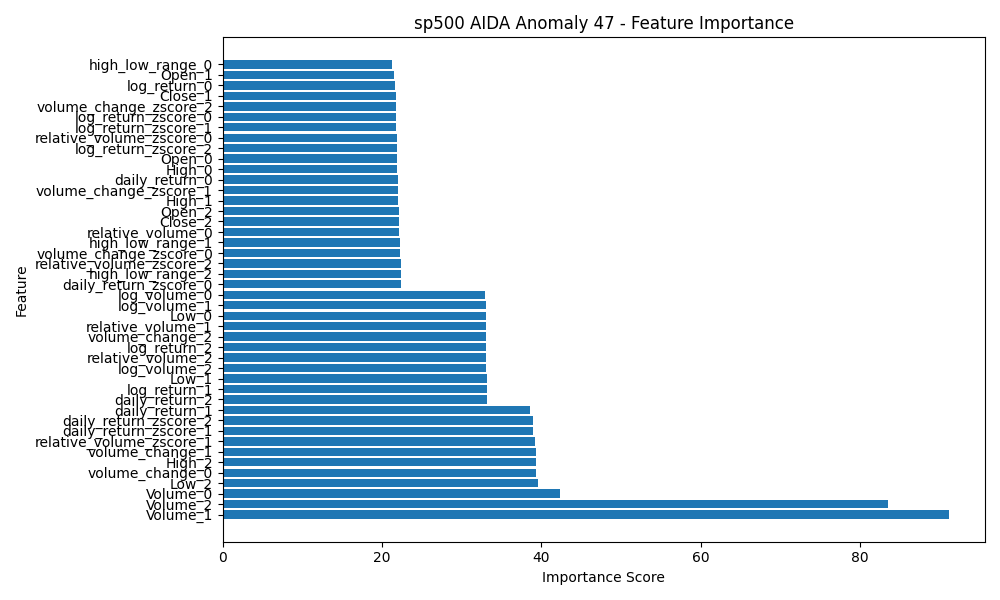 sp500 AIDA Anomaly 47 - Feature Importance
high_low_range_0
Open_1
log_return_0
Close_1
volume_change_zscore_2
log_return_zscore_0
log_return_zscore_1
relative_volume_zscore_0
log_return_zscore_2
Open_0
High_0
daily_return_0
volume_change_zscore_1
High_1
Open_2
Close_2
relative_volume_0
high_low_range_1
volume_change_zscore_0
relative_volume_zscore_2
high_low_range_2
daily_return_zscore_0
log_volume_0
log_volume_1
Low_0
relative_volume_1
volume_change_2
log_return_2
relative_volume_2
log_volume_2
Low_1
log_return_1
daily_return_2
daily_return_1
daily_return_zscore_2
daily_return_zscore_1
relative_volume_zscore_1
volume_change_1
High_2
volume_change_0
Low_2
Volume_0
Volume_2
Volume_1
Feature
0 20 40 60 80
Importance Score